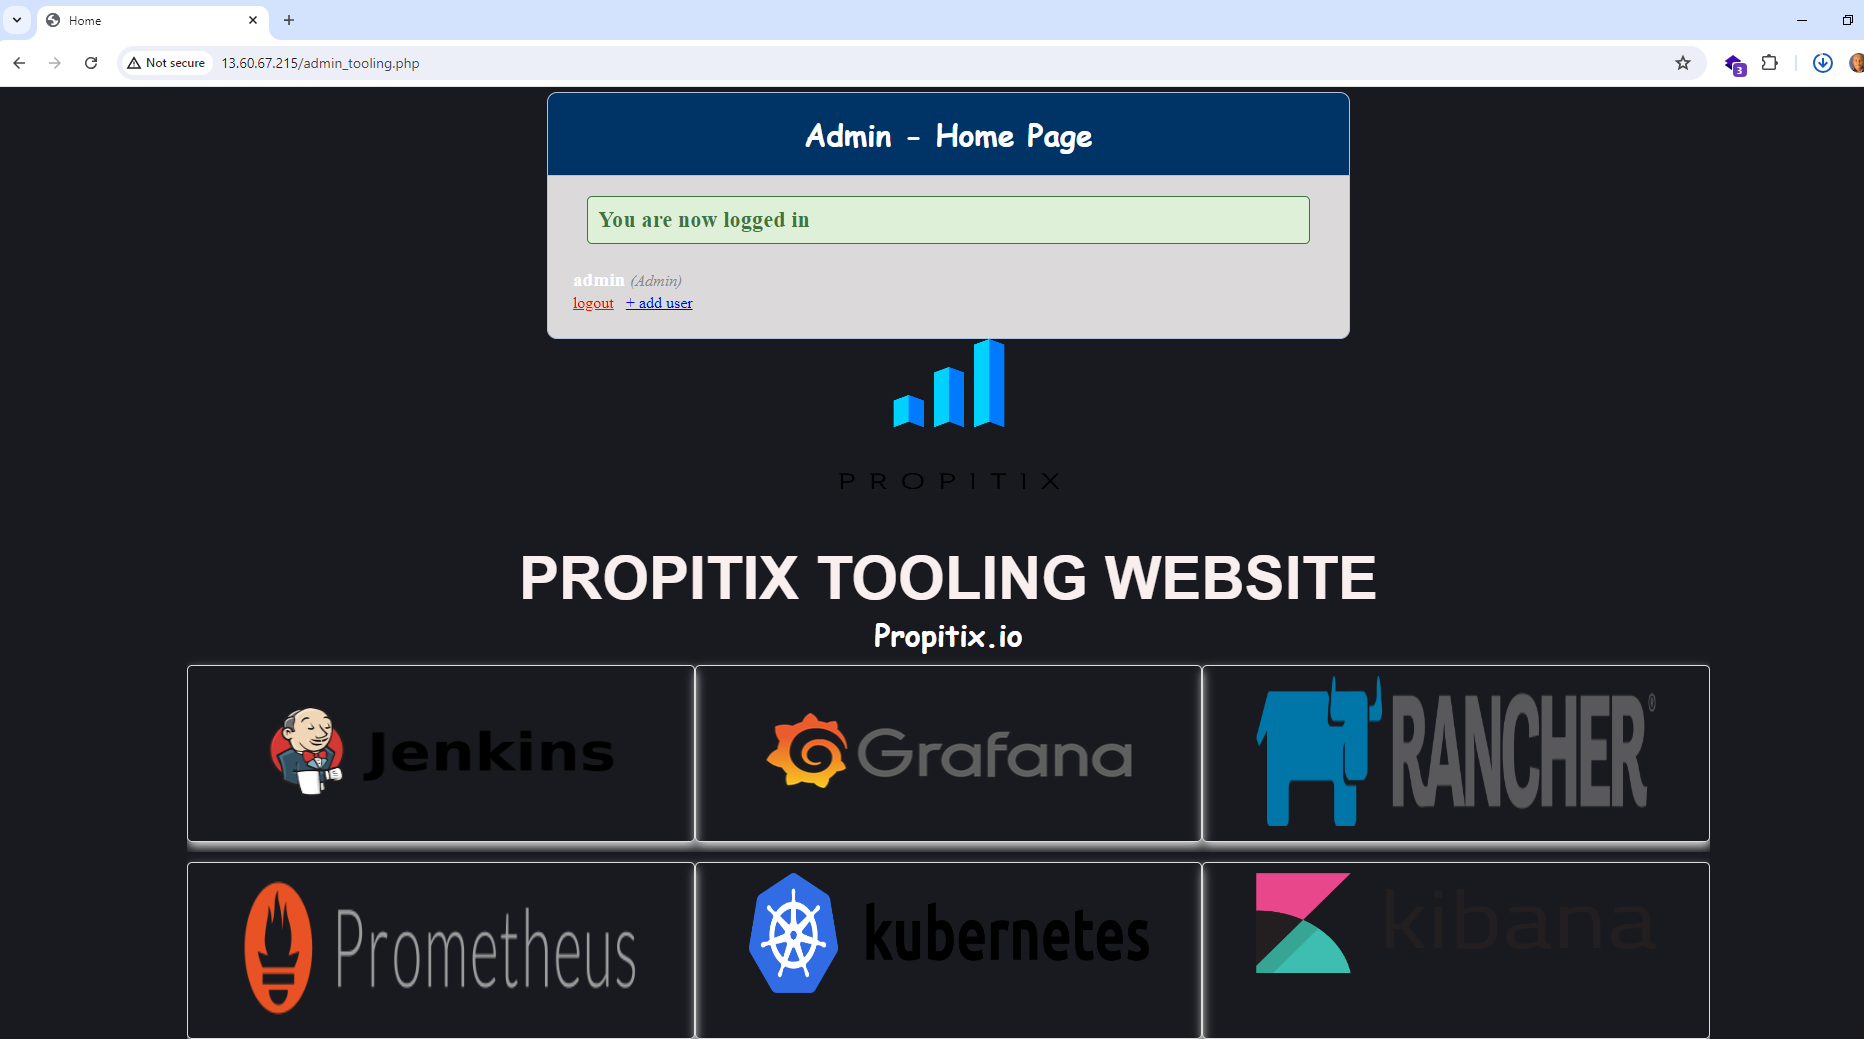 Home
Not secure 13.60.67.215/admin_tooling.php
3
Admin - Home Page
You are now logged in
admin (Admin)
logout + add user
PROPITIX
PROPITIX TOOLING WEBSITE
Propitix.io
Jenkins Grafana RANCHER®
Prometheus kubernetes kibana